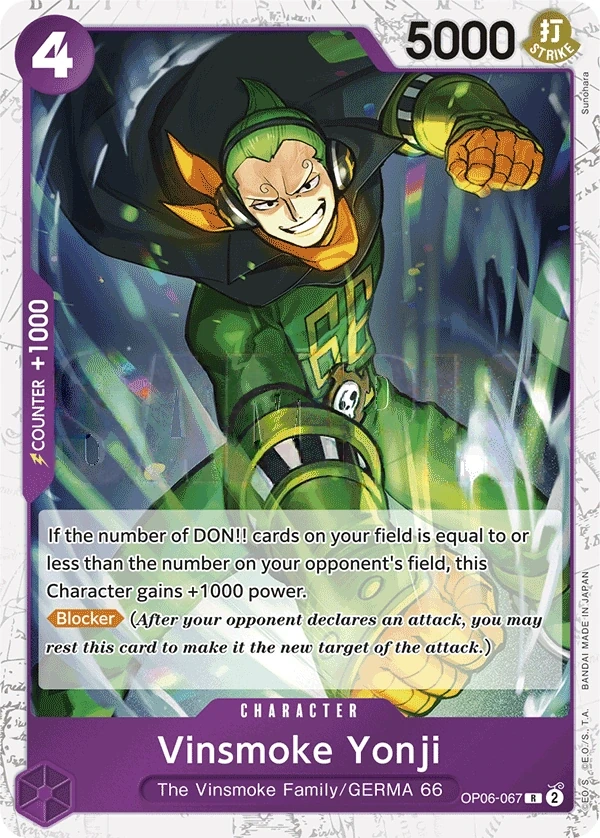 4
5000
打
STRIKE
Sunohara
COUNTER +1000
66
SAMPLE
If the number of DON!! cards on your field is equal to or
less than the number on your opponent's field, this
Character gains +1000 power.
Blocker (After your opponent declares an attack, you may
rest this card to make it the new target of the attack.)
BANDAI MADE IN JAPAN
©E.O./S. ©E.O./S.,T.A.
CHARACTER
Vinsmoke Yonji
The Vinsmoke Family/GERMA 66
OP06-067 R 2